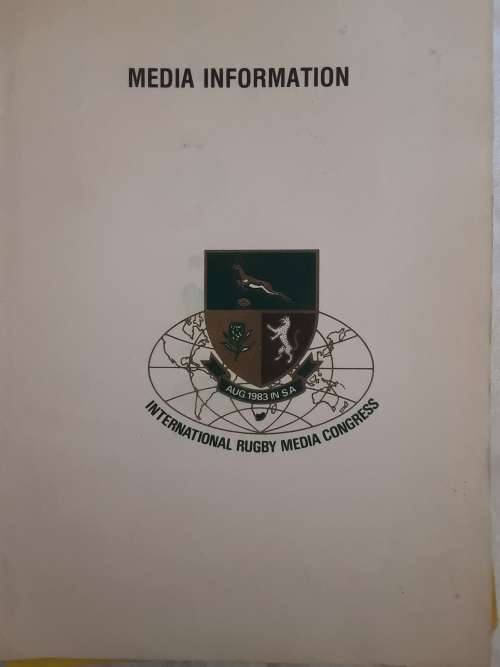 MEDIA INFORMATION
AUG. 1983 IN S.A
INTERNATIONAL RUGBY MEDIA CONGRESS